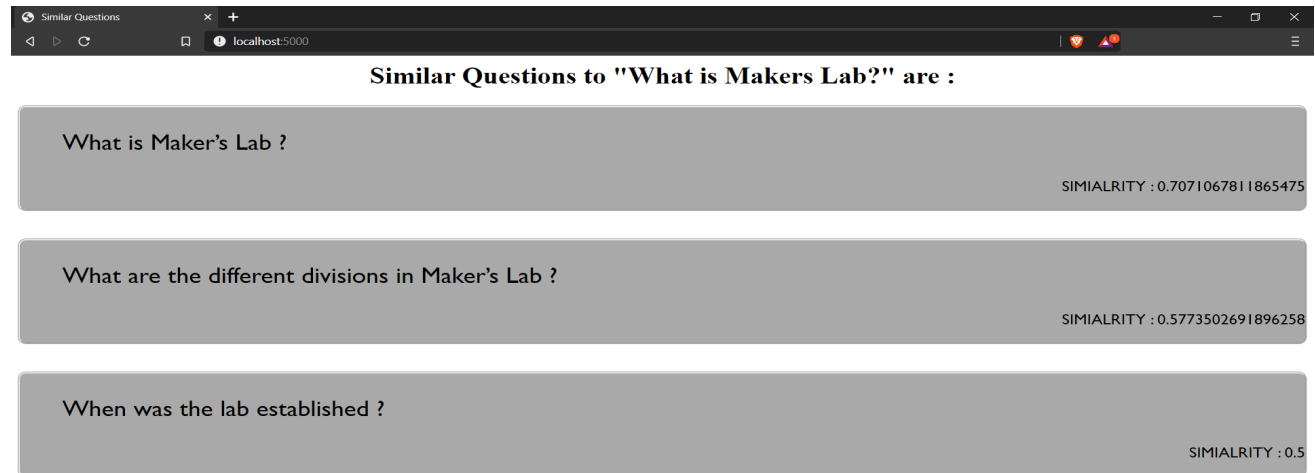 Similar Questions
localhost:5000
1
Similar Questions to "What is Makers Lab?" are :
What is Maker’s Lab ?
SIMIALRITY : 0.7071067811865475
What are the different divisions in Maker’s Lab ?
SIMIALRITY : 0.5773502691896258
When was the lab established ?
SIMIALRITY : 0.5